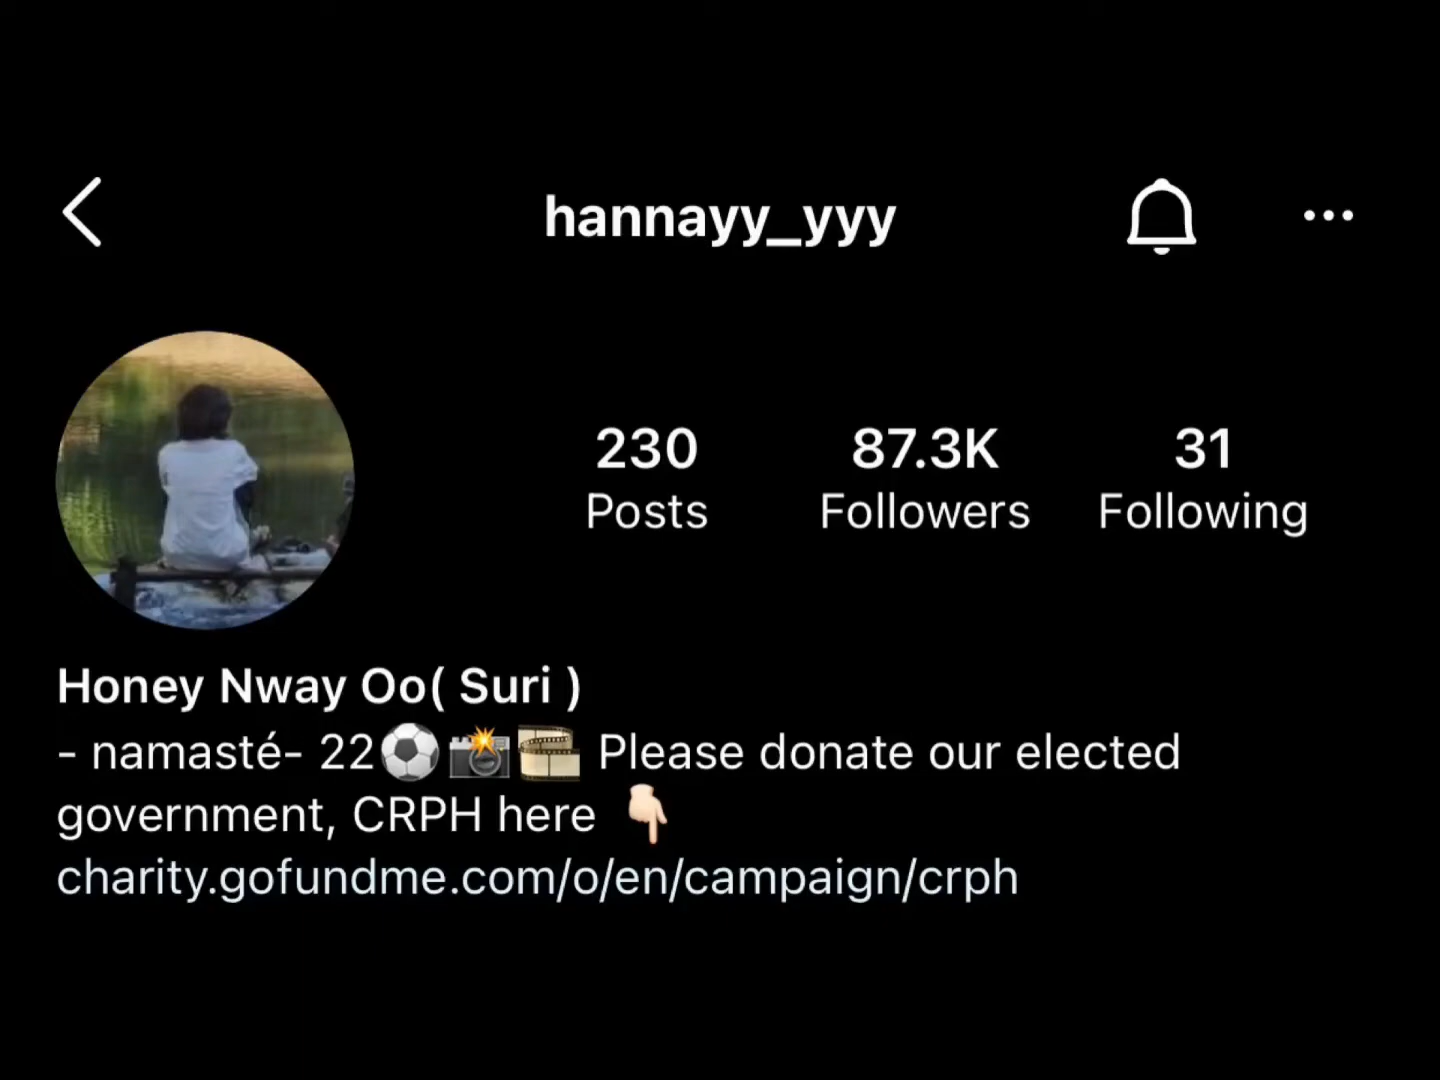 hannayy_yyy
230 87.3K 31
Posts Followers Following
Honey Nway Oo( Suri )
- namasté- 22⚽📸🎞️ Please donate our elected
government, CRPH here 👇🏻
charity.gofundme.com/o/en/campaign/crph